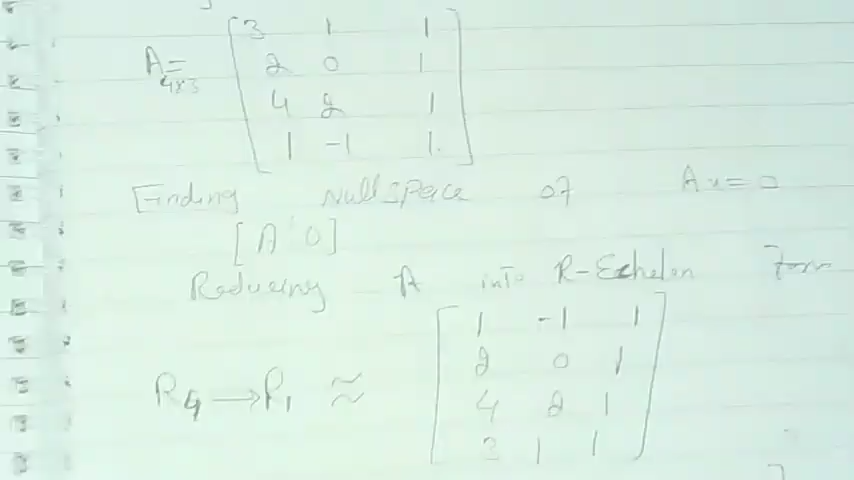 A = [3 1 1
4x3
2 0 1
4 2 1
1 -1 1]
Finding Null space of Ax = 0
[A 0]
Reducing A into R-Echelon Form
[1 -1 1
2 0 1
R4 → R1 ≈
4 2 1
3 1 1]